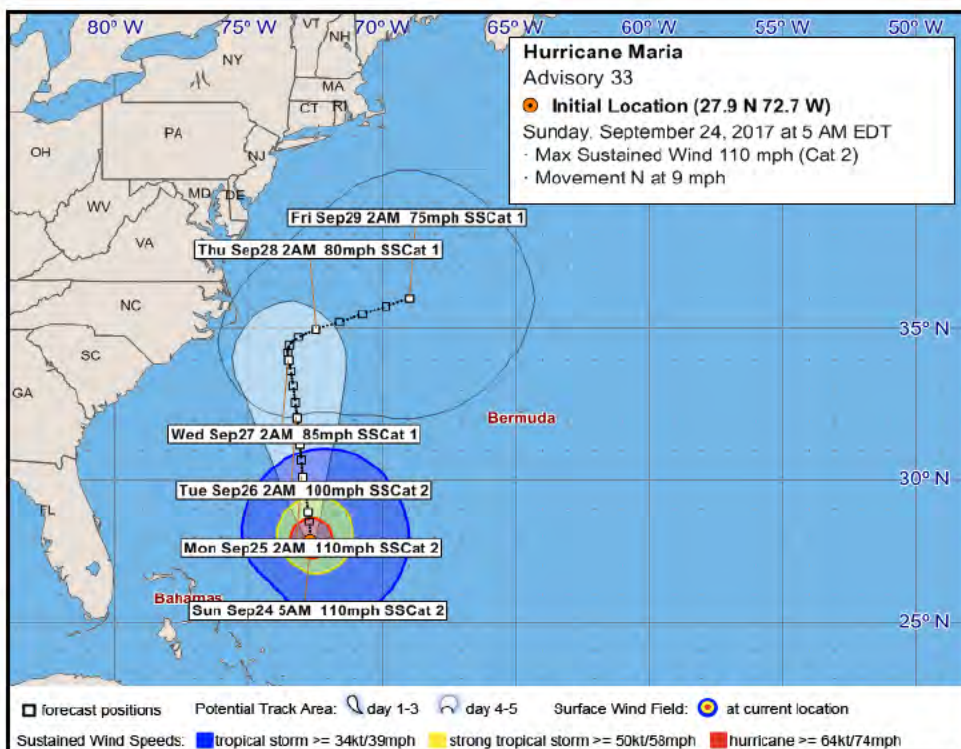 80° W 75° W 70° W 65° W 60° W 55° W 50° W
VT
NH
NY
MA
CT
RI
PA
OH
NJ
MD
DE
WV
VA
NC
SC
GA
FL
Hurricane Maria
Advisory 33
Initial Location (27.9 N 72.7 W)
Sunday, September 24, 2017 at 5 AM EDT
· Max Sustained Wind 110 mph (Cat 2)
· Movement N at 9 mph
Fri Sep29 2AM 75mph SSCat 1
Thu Sep28 2AM 80mph SSCat 1
35° N
Bermuda
Wed Sep27 2AM 85mph SSCat 1
30° N
Tue Sep26 2AM 100mph SSCat 2
Mon Sep25 2AM 110mph SSCat 2
Bahamas
Sun Sep24 5AM 110mph SSCat 2
25° N
forecast positions Potential Track Area: day 1-3 day 4-5 Surface Wind Field: at current location
Sustained Wind Speeds: tropical storm >= 34kt/39mph strong tropical storm >= 50kt/58mph hurricane >= 64kt/74mph